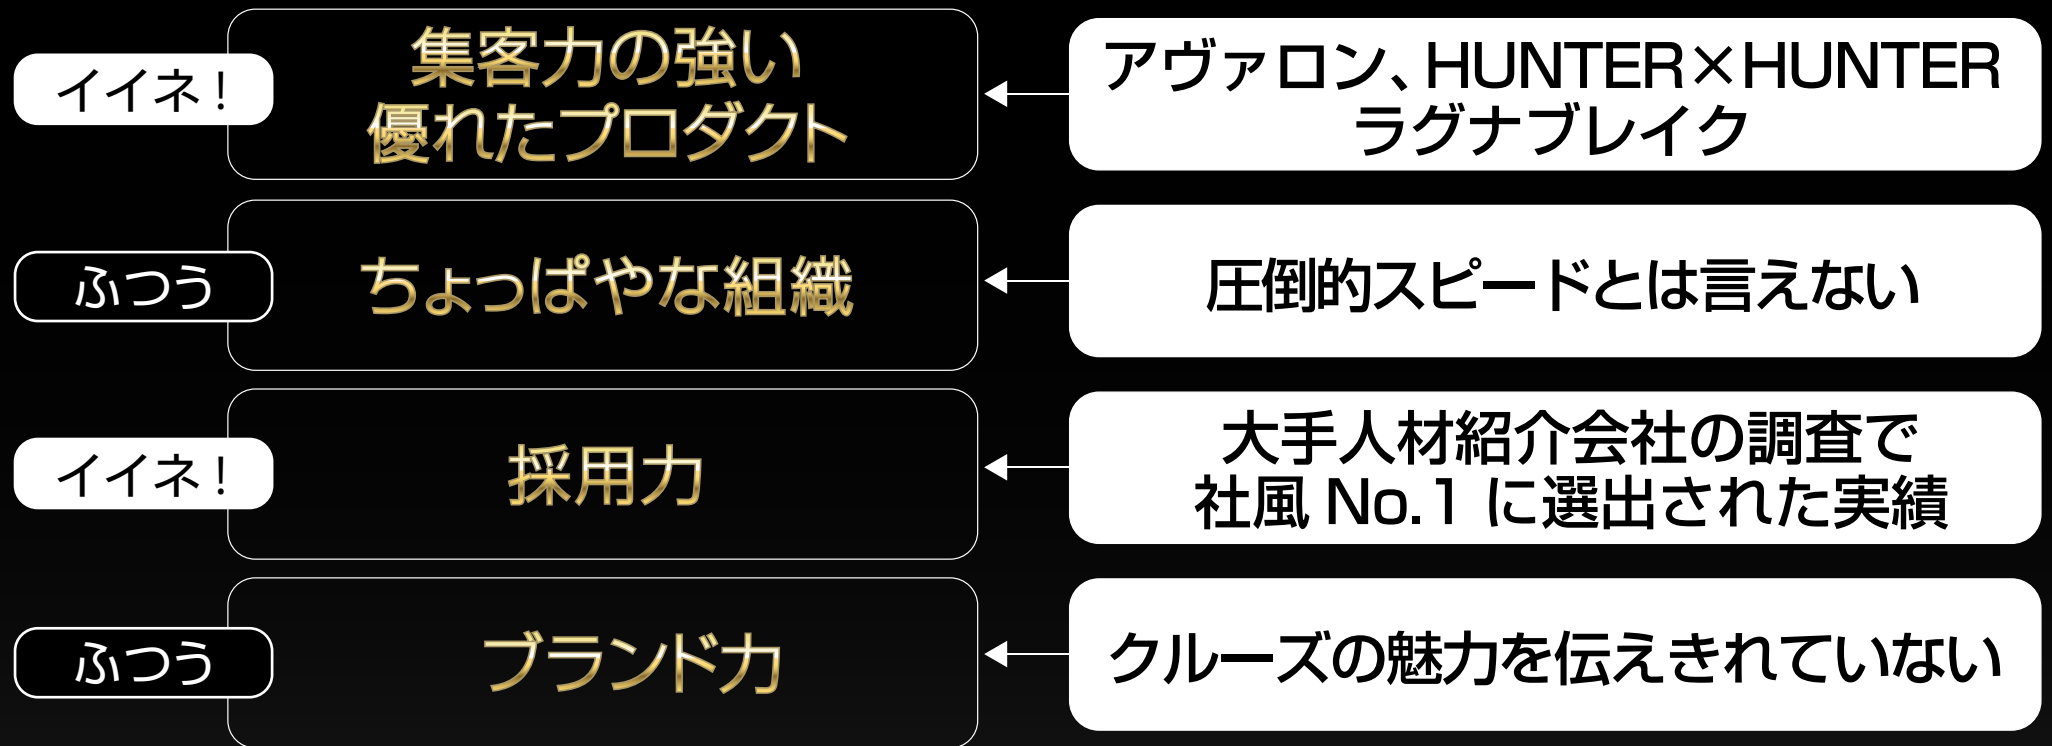 イイネ！
集客力の強い
優れたプロダクト
アヴァロン、HUNTER×HUNTER
ラグナブレイク
ふつう
ちょっぱやな組織
圧倒的スピードとは言えない
イイネ！
採用力
大手人材紹介会社の調査で
社風 No.1 に選出された実績
ふつう
ブランド力
クルーズの魅力を伝えきれていない